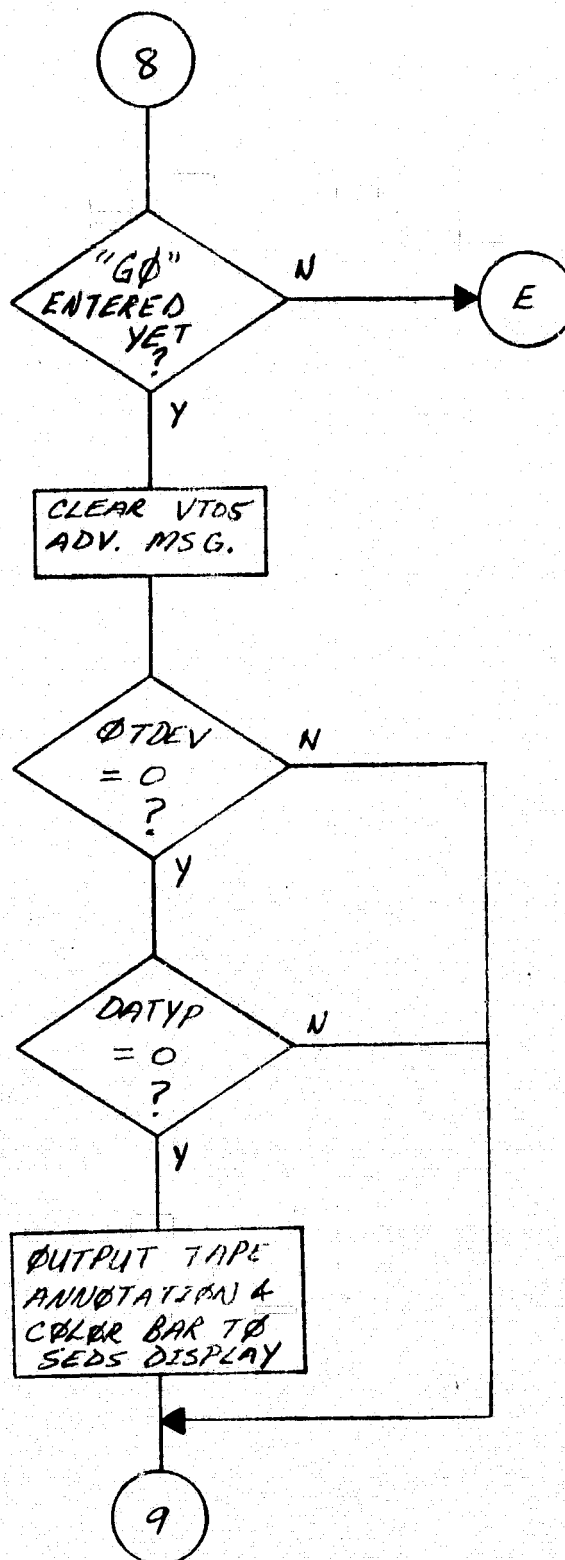 8
"GØ"
ENTERED
YET
?
N
E
Y
CLEAR VT05
ADV. MSG.
ØTDEV
= 0
?
N
Y
DATYP
= 0
?
N
Y
ØUTPUT TAPE
ANNØTATIØN &
CØLØR BAR TØ
SEDS DISPLAY
9